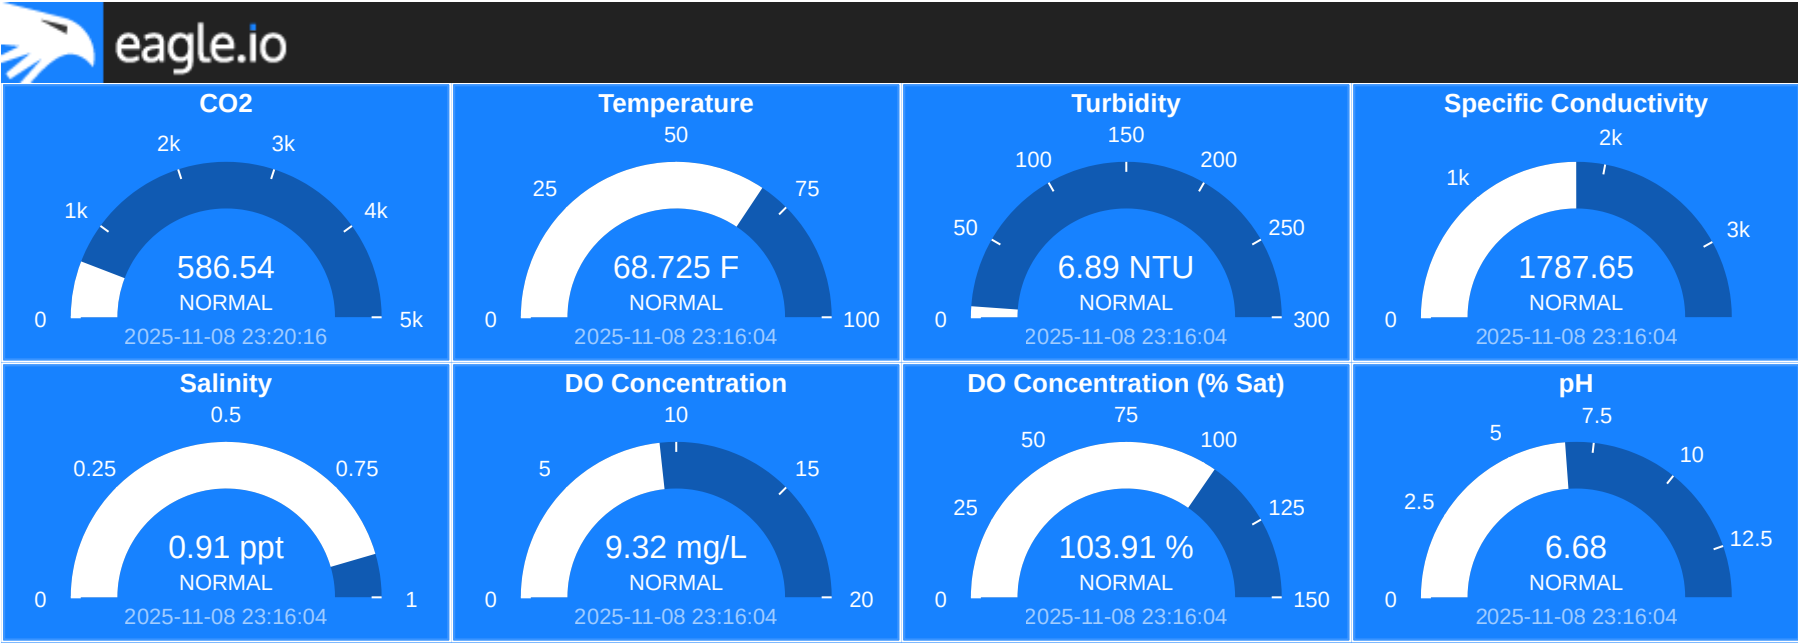 eagle.io
CO2
2k
3k
1k
4k
586.54
NORMAL
0
5k
2025-11-08 23:20:16
Temperature
50
25
75
68.725 F
NORMAL
0
100
2025-11-08 23:16:04
Turbidity
150
100
200
50
250
6.89 NTU
NORMAL
0
300
2025-11-08 23:16:04
Specific Conductivity
2k
1k
3k
1787.65
NORMAL
0
2025-11-08 23:16:04
Salinity
0.5
0.25
0.75
0.91 ppt
NORMAL
0
1
2025-11-08 23:16:04
DO Concentration
10
5
15
9.32 mg/L
NORMAL
0
20
2025-11-08 23:16:04
DO Concentration (% Sat)
75
50
100
25
125
103.91 %
NORMAL
0
150
2025-11-08 23:16:04
pH
7.5
5
10
2.5
12.5
6.68
NORMAL
0
2025-11-08 23:16:04